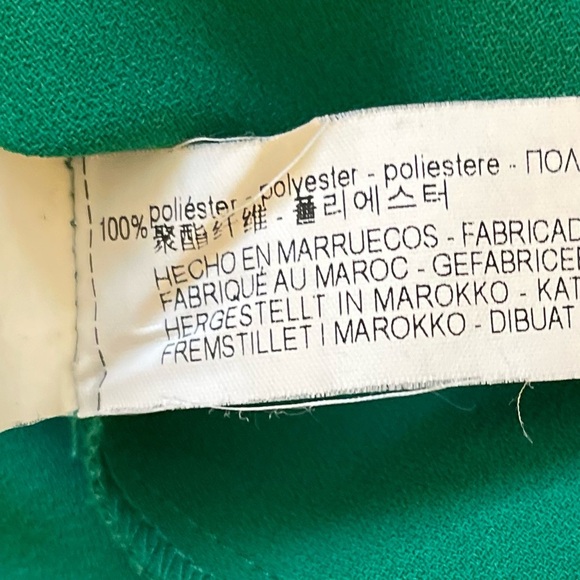 100% poliéster - polyester - poliestere - ΠΟΛ
聚酯纤维 - 폴리에스터
HECHO EN MARRUECOS - FABRICAD
FABRIQUÉ AU MAROC - GEFABRICEE
HERGESTELLT IN MAROKKO - KAT
FREMSTILLET I MAROKKO - DIBUAT